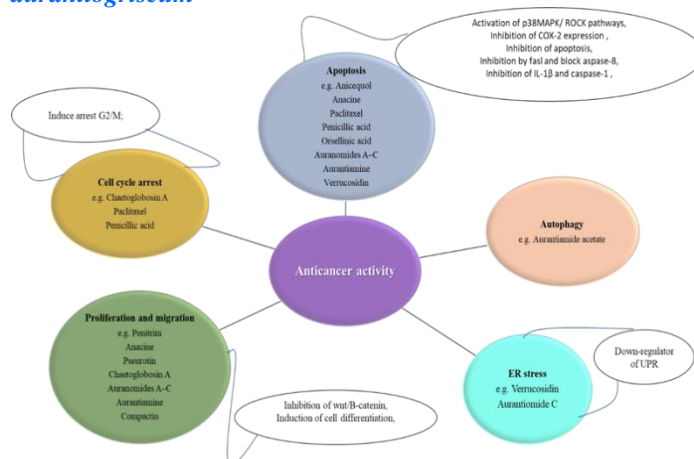 aurantiogriseum
Activation of p38MAPK/ ROCK pathways,
Inhibition of COX-2 expression ,
Inhibition of apoptosis,
Inhibition by fasl and block aspase-8,
Inhibition of IL-1β and caspase-1 ,
Apoptosis
e.g. Anicequol
Anacine
Paclitaxel
Penicillic acid
Orsellinic acid
Auranomides A–C
Aurantiamine
Verrucosidin
Induce arrest G2/M;
Cell cycle arrest
e.g. Chaetoglobosin A
Paclitaxel
Penicillic acid
Autophagy
e.g. Aurantiamide acetate
Anticancer activity
Proliferation and migration
e.g. Penitrim
Anacine
Pseurotin
Chaetoglobosin A
Auranomides A–C
Aurantiamine
Compactin
Inhibition of wnt/B-catenin,
Induction of cell differentiation,
ER stress
e.g. Verrucosidin
Aurantiomide C
Down-regulator
of UPR